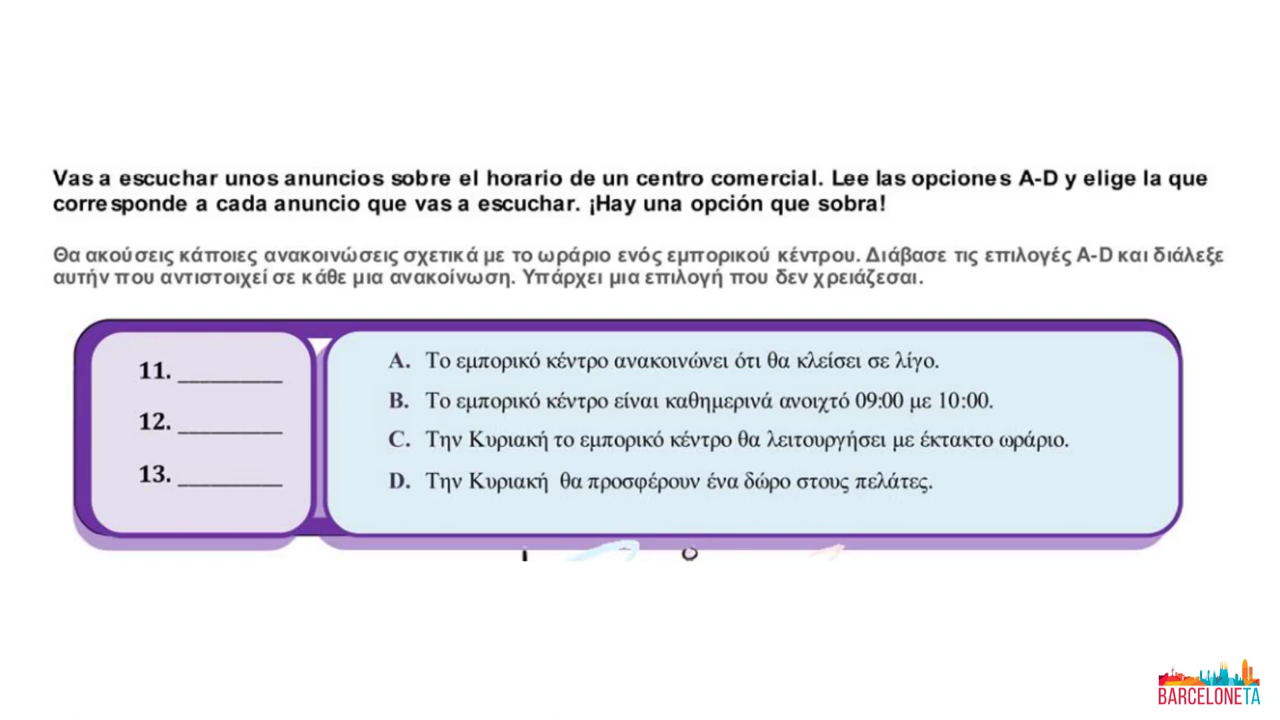 Vas a escuchar unos anuncios sobre el horario de un centro comercial. Lee las opciones A-D y elige la que
corresponde a cada anuncio que vas a escuchar. ¡Hay una opción que sobra!
Θα ακούσεις κάποιες ανακοινώσεις σχετικά με το ωράριο ενός εμπορικού κέντρου. Διάβασε τις επιλογές A-D και διάλεξε
αυτήν που αντιστοιχεί σε κάθε μια ανακοίνωση. Υπάρχει μια επιλογή που δεν χρειάζεσαι.
11. __________
12. __________
13. __________
A. Το εμπορικό κέντρο ανακοινώνει ότι θα κλείσει σε λίγο.
B. Το εμπορικό κέντρο είναι καθημερινά ανοιχτό 09:00 με 10:00.
C. Την Κυριακή το εμπορικό κέντρο θα λειτουργήσει με έκτακτο ωράριο.
D. Την Κυριακή θα προσφέρουν ένα δώρο στους πελάτες.
BARCELONETA